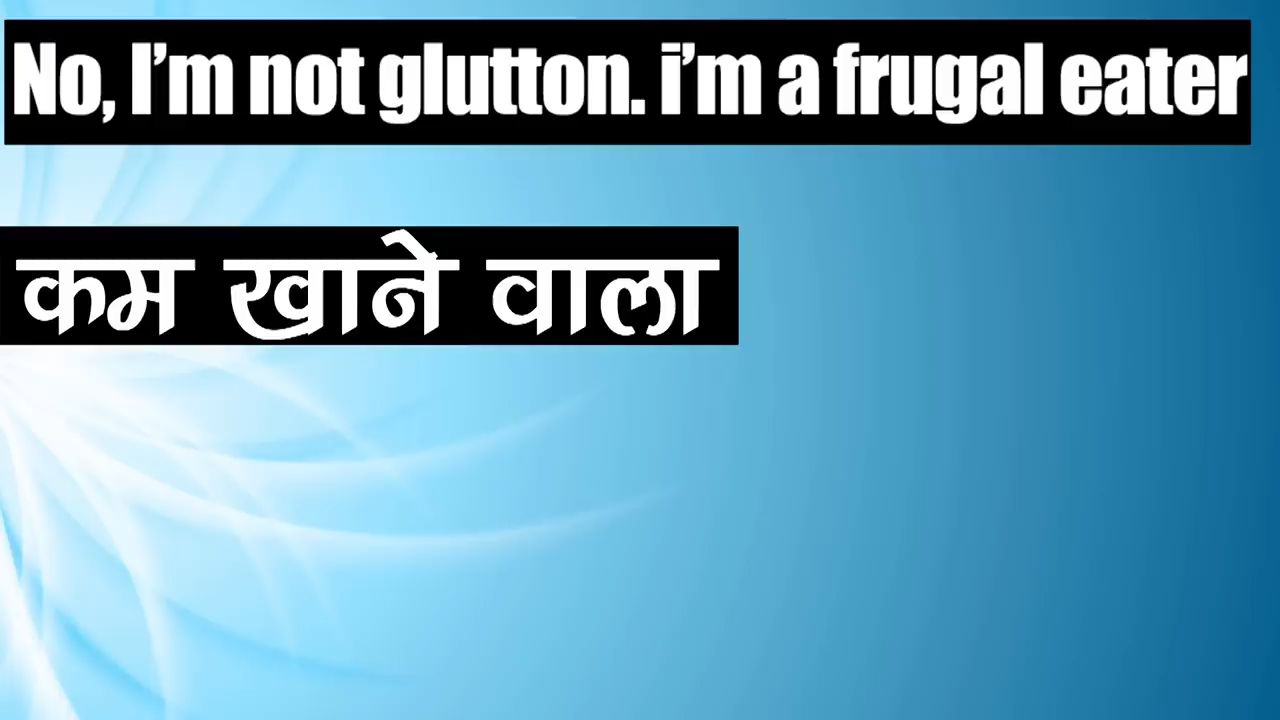 No, I’m not glutton. i’m a frugal eater
कम खाने वाला